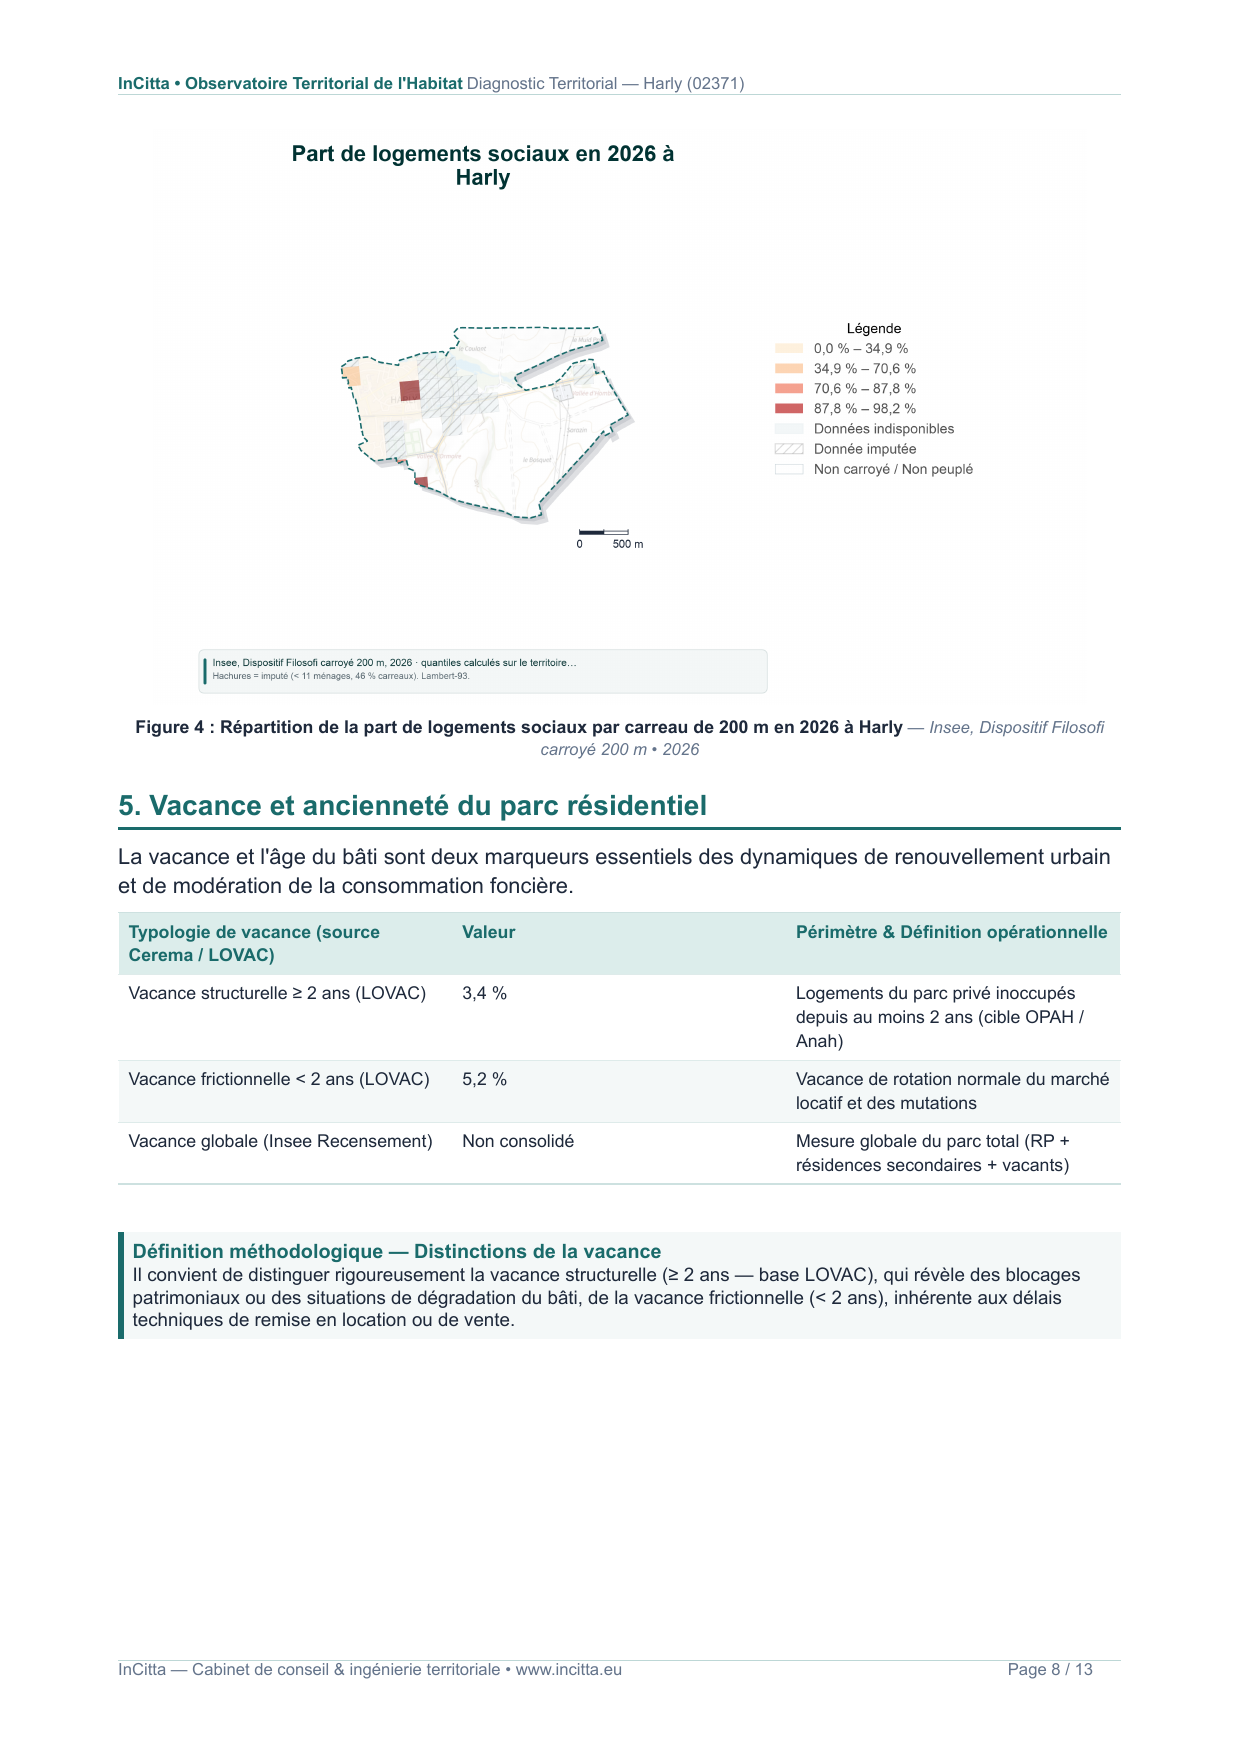 InCitta • Observatoire Territorial de l'Habitat Diagnostic Territorial — Harly (02371)
Part de logements sociaux en 2026 à
Harly
Légende
0,0 % – 34,9 %
34,9 % – 70,6 %
70,6 % – 87,8 %
87,8 % – 98,2 %
Données indisponibles
Donnée imputée
Non carroyé / Non peuplé
le Coulant
Sarazin
le Bosquet
0 500 m
Insee, Dispositif Filosofi carroyé 200 m, 2026 · quantiles calculés sur le territoire…
Hachures = imputé (< 11 ménages, 46 % carreaux). Lambert-93.
Figure 4 : Répartition de la part de logements sociaux par carreau de 200 m en 2026 à Harly — Insee, Dispositif Filosofi
carroyé 200 m • 2026
5. Vacance et ancienneté du parc résidentiel
La vacance et l'âge du bâti sont deux marqueurs essentiels des dynamiques de renouvellement urbain
et de modération de la consommation foncière.
Typologie de vacance (source
Cerema / LOVAC)
Valeur
Périmètre & Définition opérationnelle
Vacance structurelle ≥ 2 ans (LOVAC)
3,4 %
Logements du parc privé inoccupés
depuis au moins 2 ans (cible OPAH /
Anah)
Vacance frictionnelle < 2 ans (LOVAC)
5,2 %
Vacance de rotation normale du marché
locatif et des mutations
Vacance globale (Insee Recensement)
Non consolidé
Mesure globale du parc total (RP +
résidences secondaires + vacants)
Définition méthodologique — Distinctions de la vacance
Il convient de distinguer rigoureusement la vacance structurelle (≥ 2 ans — base LOVAC), qui révèle des blocages
patrimoniaux ou des situations de dégradation du bâti, de la vacance frictionnelle (< 2 ans), inhérente aux délais
techniques de remise en location ou de vente.
InCitta — Cabinet de conseil & ingénierie territoriale • www.incitta.eu
Page 8 / 13